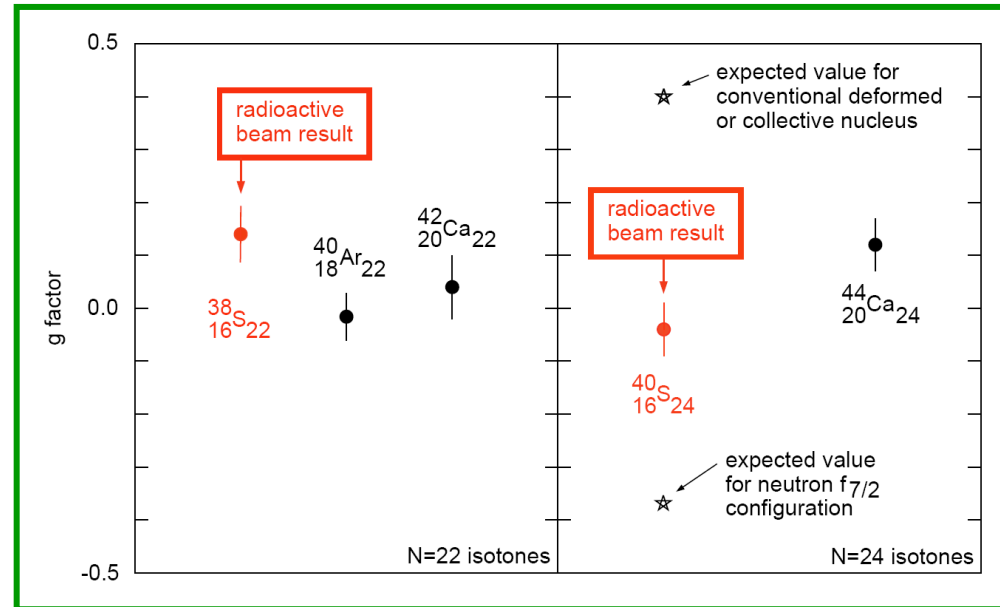 0.5
0.0
-0.5
g factor
radioactive
beam result
38
16S22
40
18Ar22
42
20Ca22
N=22 isotones
expected value for
conventional deformed
or collective nucleus
radioactive
beam result
40
16S24
44
20Ca24
expected value
for neutron f7/2
configuration
N=24 isotones